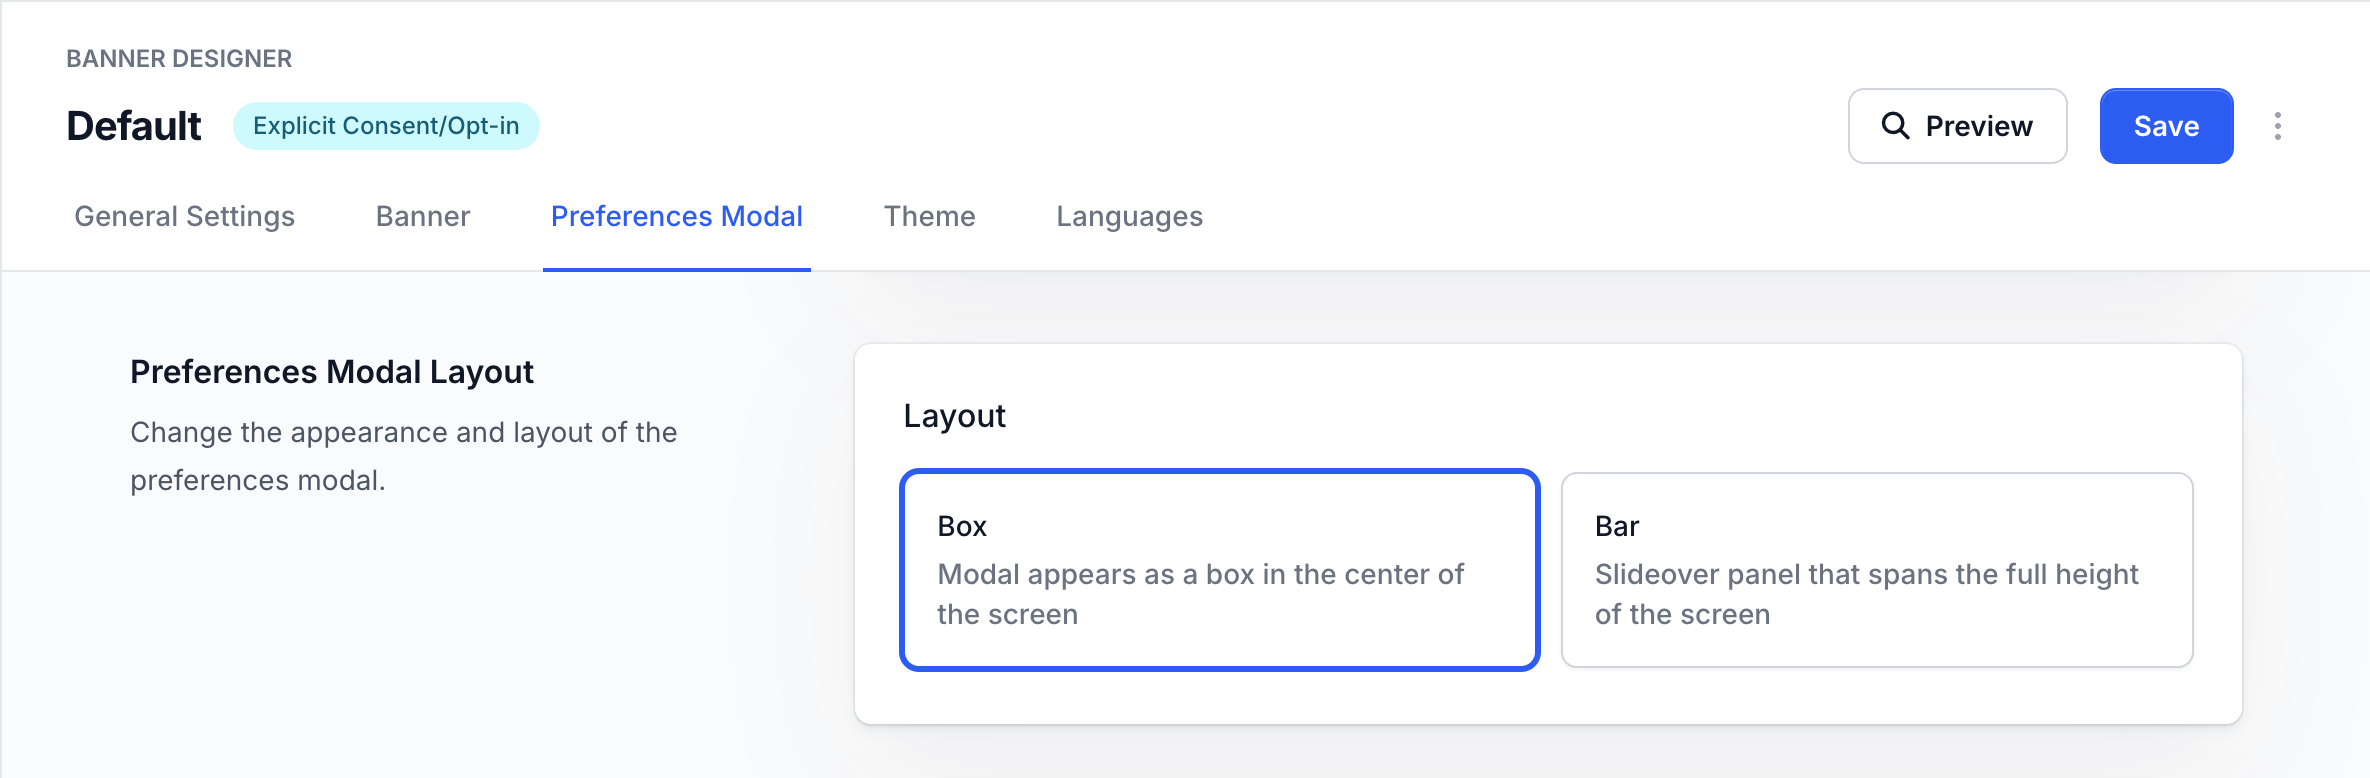 BANNER DESIGNER
Default
Explicit Consent/Opt-in
Preview
Save
General Settings
Banner
Preferences Modal
Theme
Languages
Preferences Modal Layout
Change the appearance and layout of the
preferences modal.
Layout
Box
Modal appears as a box in the center of
the screen
Bar
Slideover panel that spans the full height
of the screen